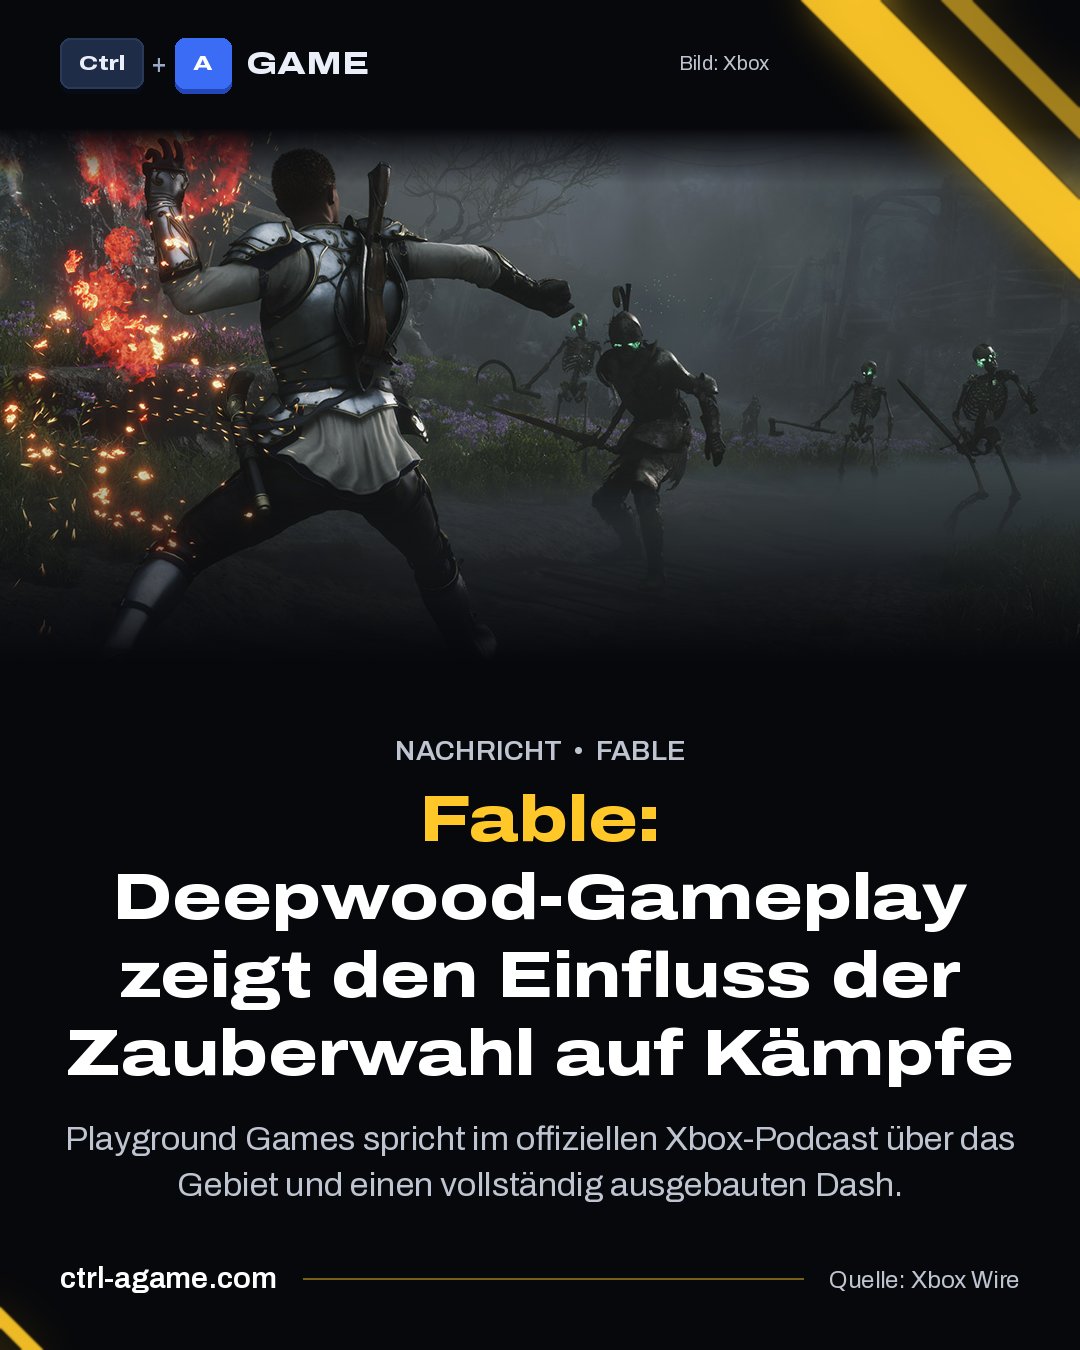 Ctrl + A GAME
Bild: Xbox
NACHRICHT • FABLE
Fable:
Deepwood-Gameplay
zeigt den Einfluss der
Zauberwahl auf Kämpfe
Playground Games spricht im offiziellen Xbox-Podcast über das
Gebiet und einen vollständig ausgebauten Dash.
ctrl-agame.com
Quelle: Xbox Wire